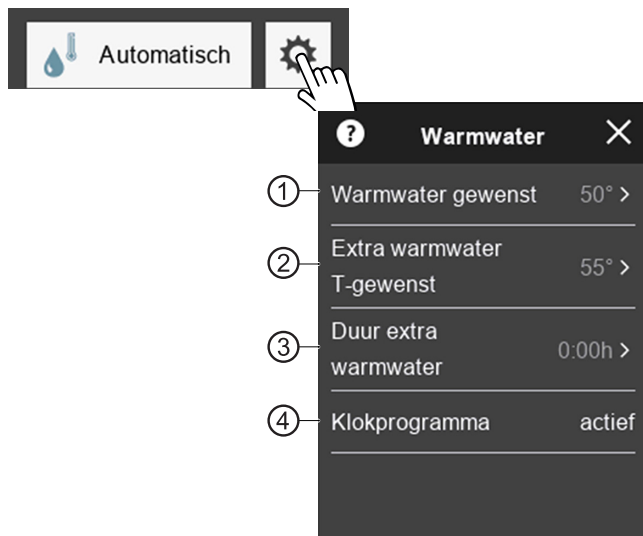 Automatisch
? Warmwater
1 Warmwater gewenst 50° >
2 Extra warmwater
T-gewenst 55° >
3 Duur extra
warmwater 0:00h >
4 Klokprogramma actief